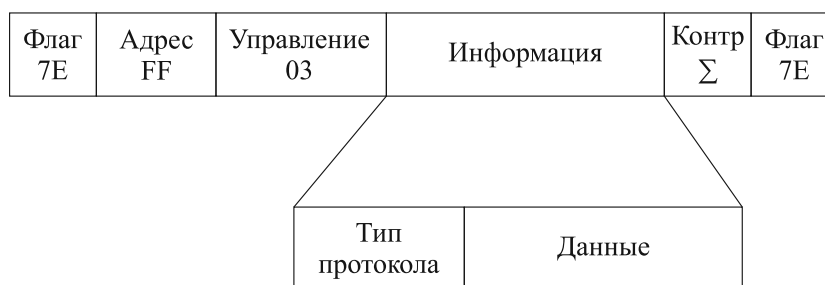 Флаг
7E
Адрес
FF
Управление
03
Информация
Контр
∑
Флаг
7E
Тип
протокола
Данные